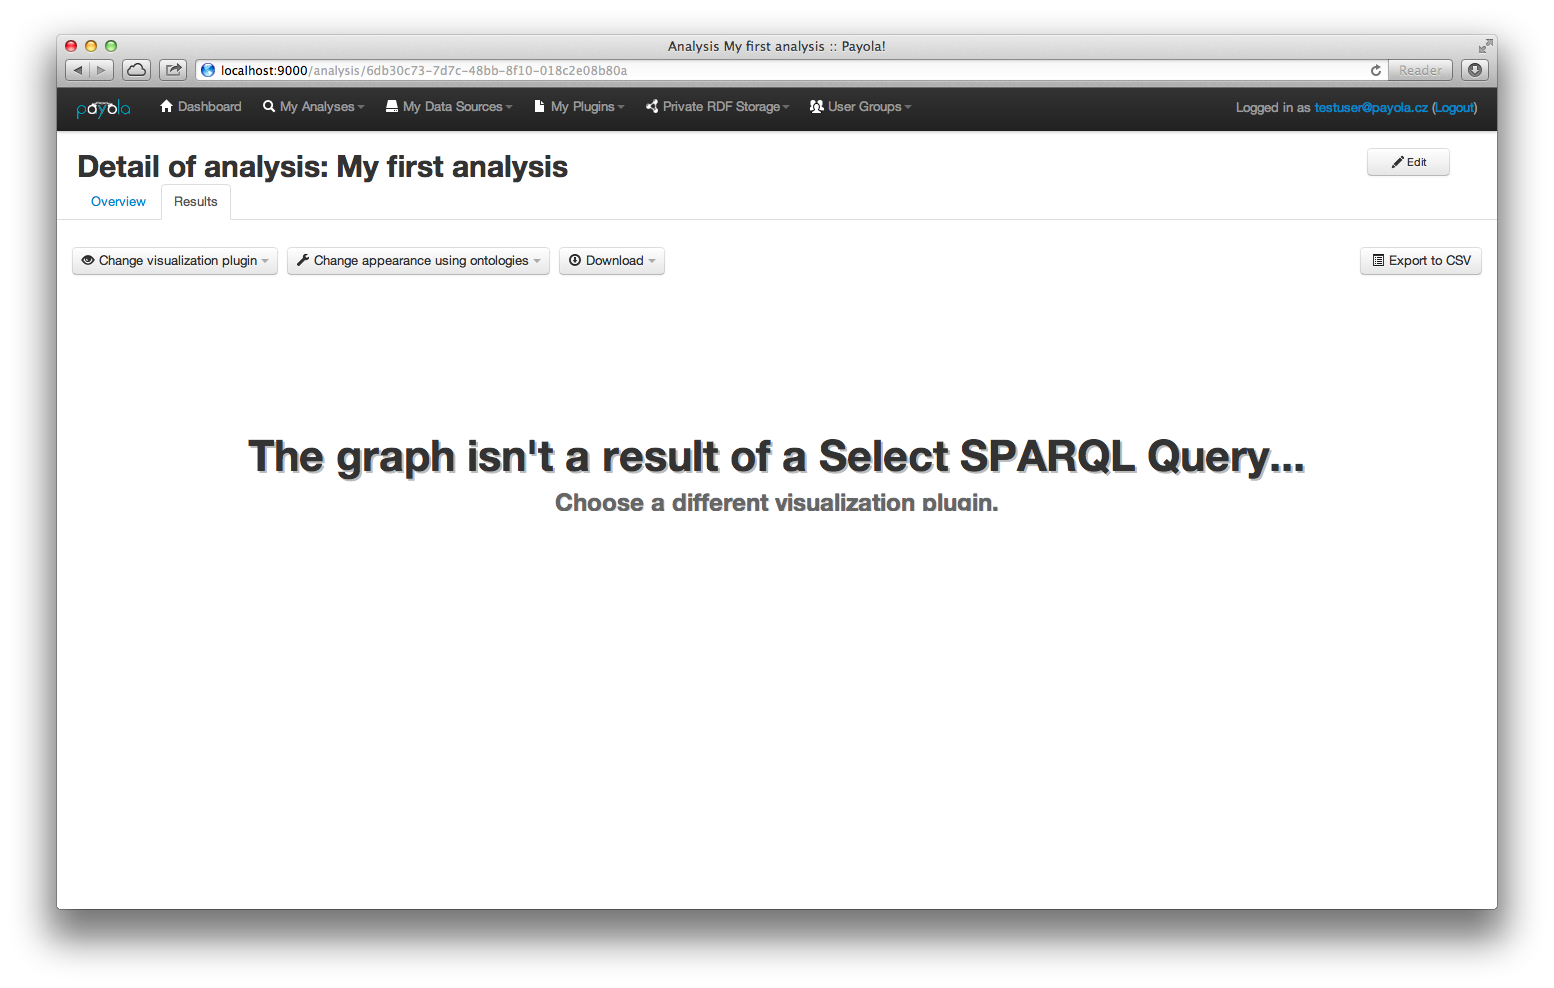 Analysis My first analysis :: Payola!
localhost:9000/analysis/6db30c73-7d7c-48bb-8f10-018c2e08b80a Reader
payola Dashboard My Analyses My Data Sources My Plugins Private RDF Storage User Groups Logged in as testuser@payola.cz (Logout)
Detail of analysis: My first analysis Edit
Overview Results
Change visualization plugin Change appearance using ontologies Download Export to CSV
The graph isn't a result of a Select SPARQL Query...
Choose a different visualization plugin.